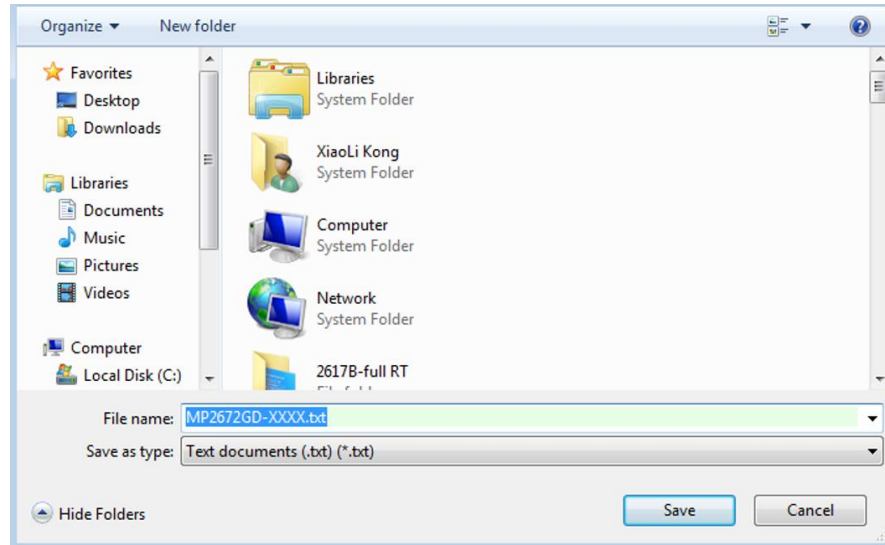 Organize New folder
Favorites
Desktop
Downloads
Libraries
Documents
Music
Pictures
Videos
Computer
Local Disk (C:)
Libraries
System Folder
XiaoLi Kong
System Folder
Computer
System Folder
Network
System Folder
2617B-full RT
File name: MP2672GD-XXXX.txt
Save as type: Text documents (.txt) (*.txt)
Hide Folders Save Cancel